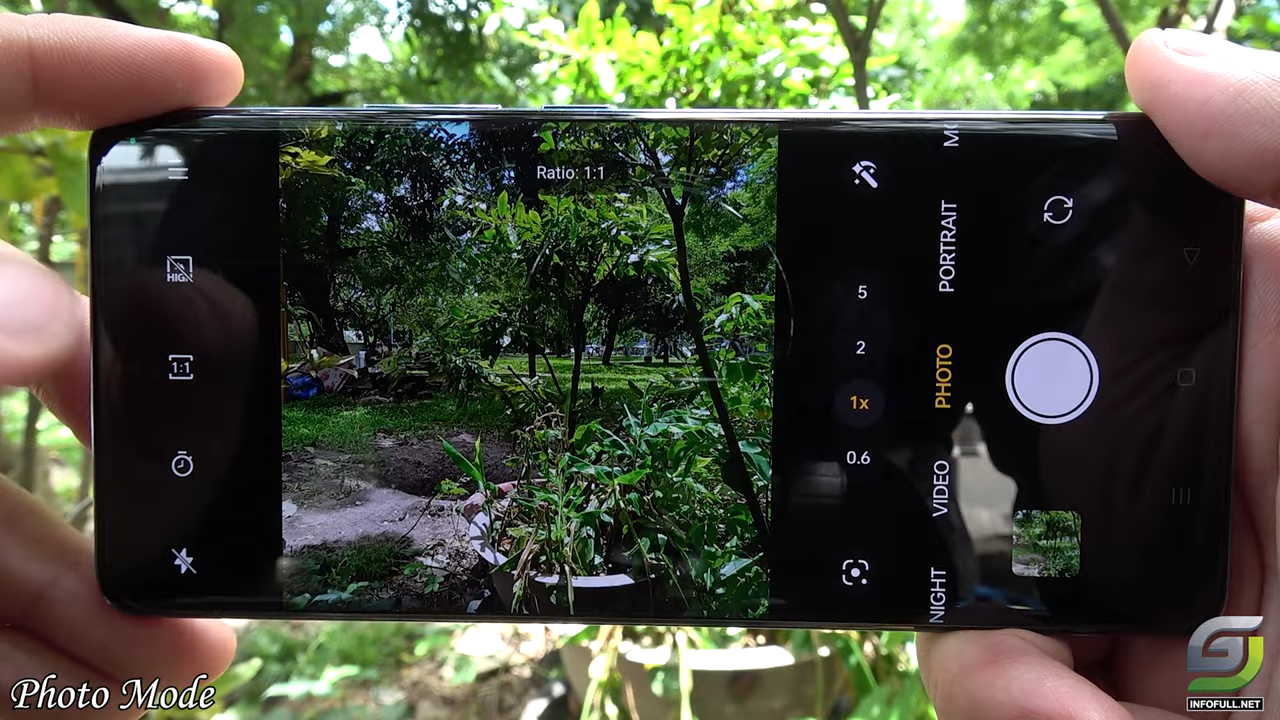 Ratio: 1:1
HIGH
1:1
5
2
1x
0.6
MO
PORTRAIT
PHOTO
VIDEO
NIGHT
Photo Mode
INFOFULL.NET